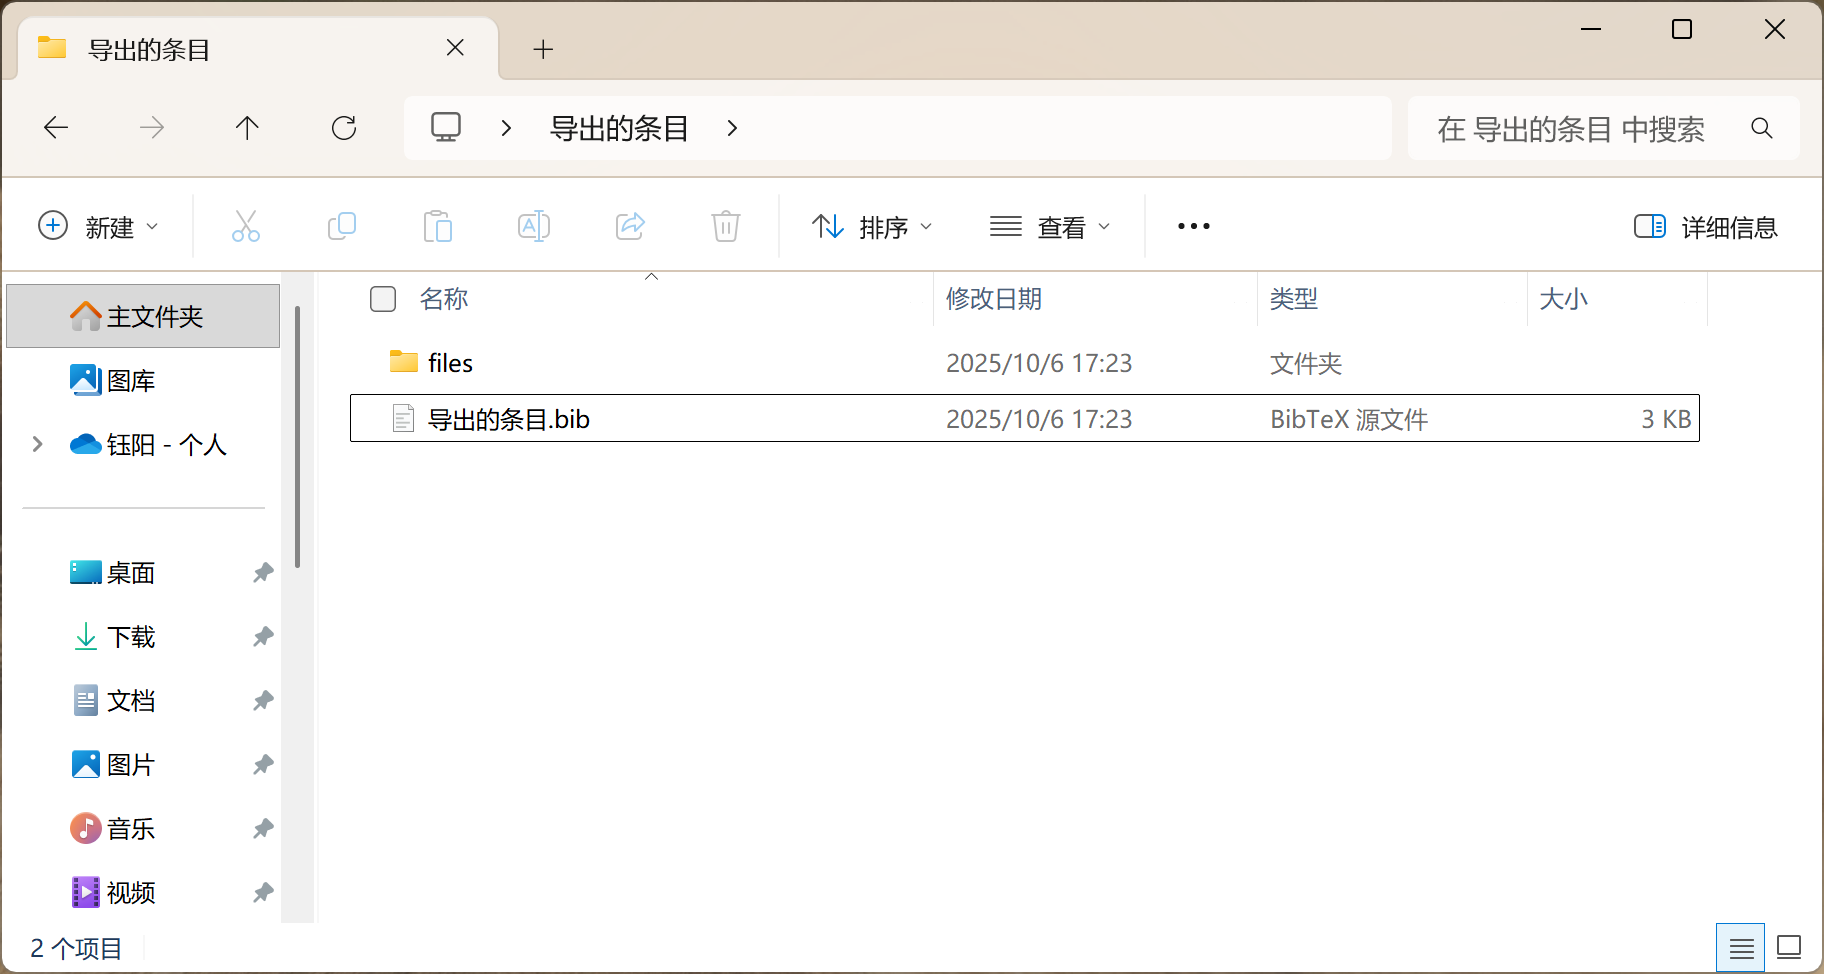 导出的条目
导出的条目
在 导出的条目 中搜索
新建
排序
查看
详细信息
主文件夹
图库
钰阳 - 个人
桌面
下载
文档
图片
音乐
视频
名称 修改日期 类型 大小
files 2025/10/6 17:23 文件夹
导出的条目.bib 2025/10/6 17:23 BibTeX 源文件 3 KB
2 个项目